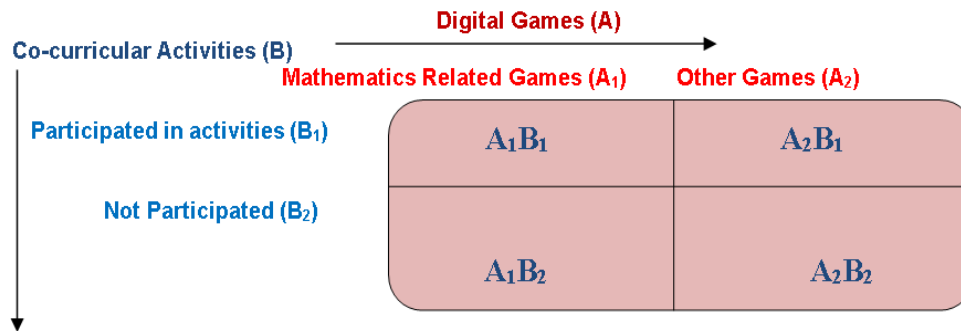 Digital Games (A)
Co-curricular Activities (B)
Mathematics Related Games (A₁) Other Games (A₂)
Participated in activities (B₁) A₁B₁ A₂B₁
Not Participated (B₂)
A₁B₂ A₂B₂